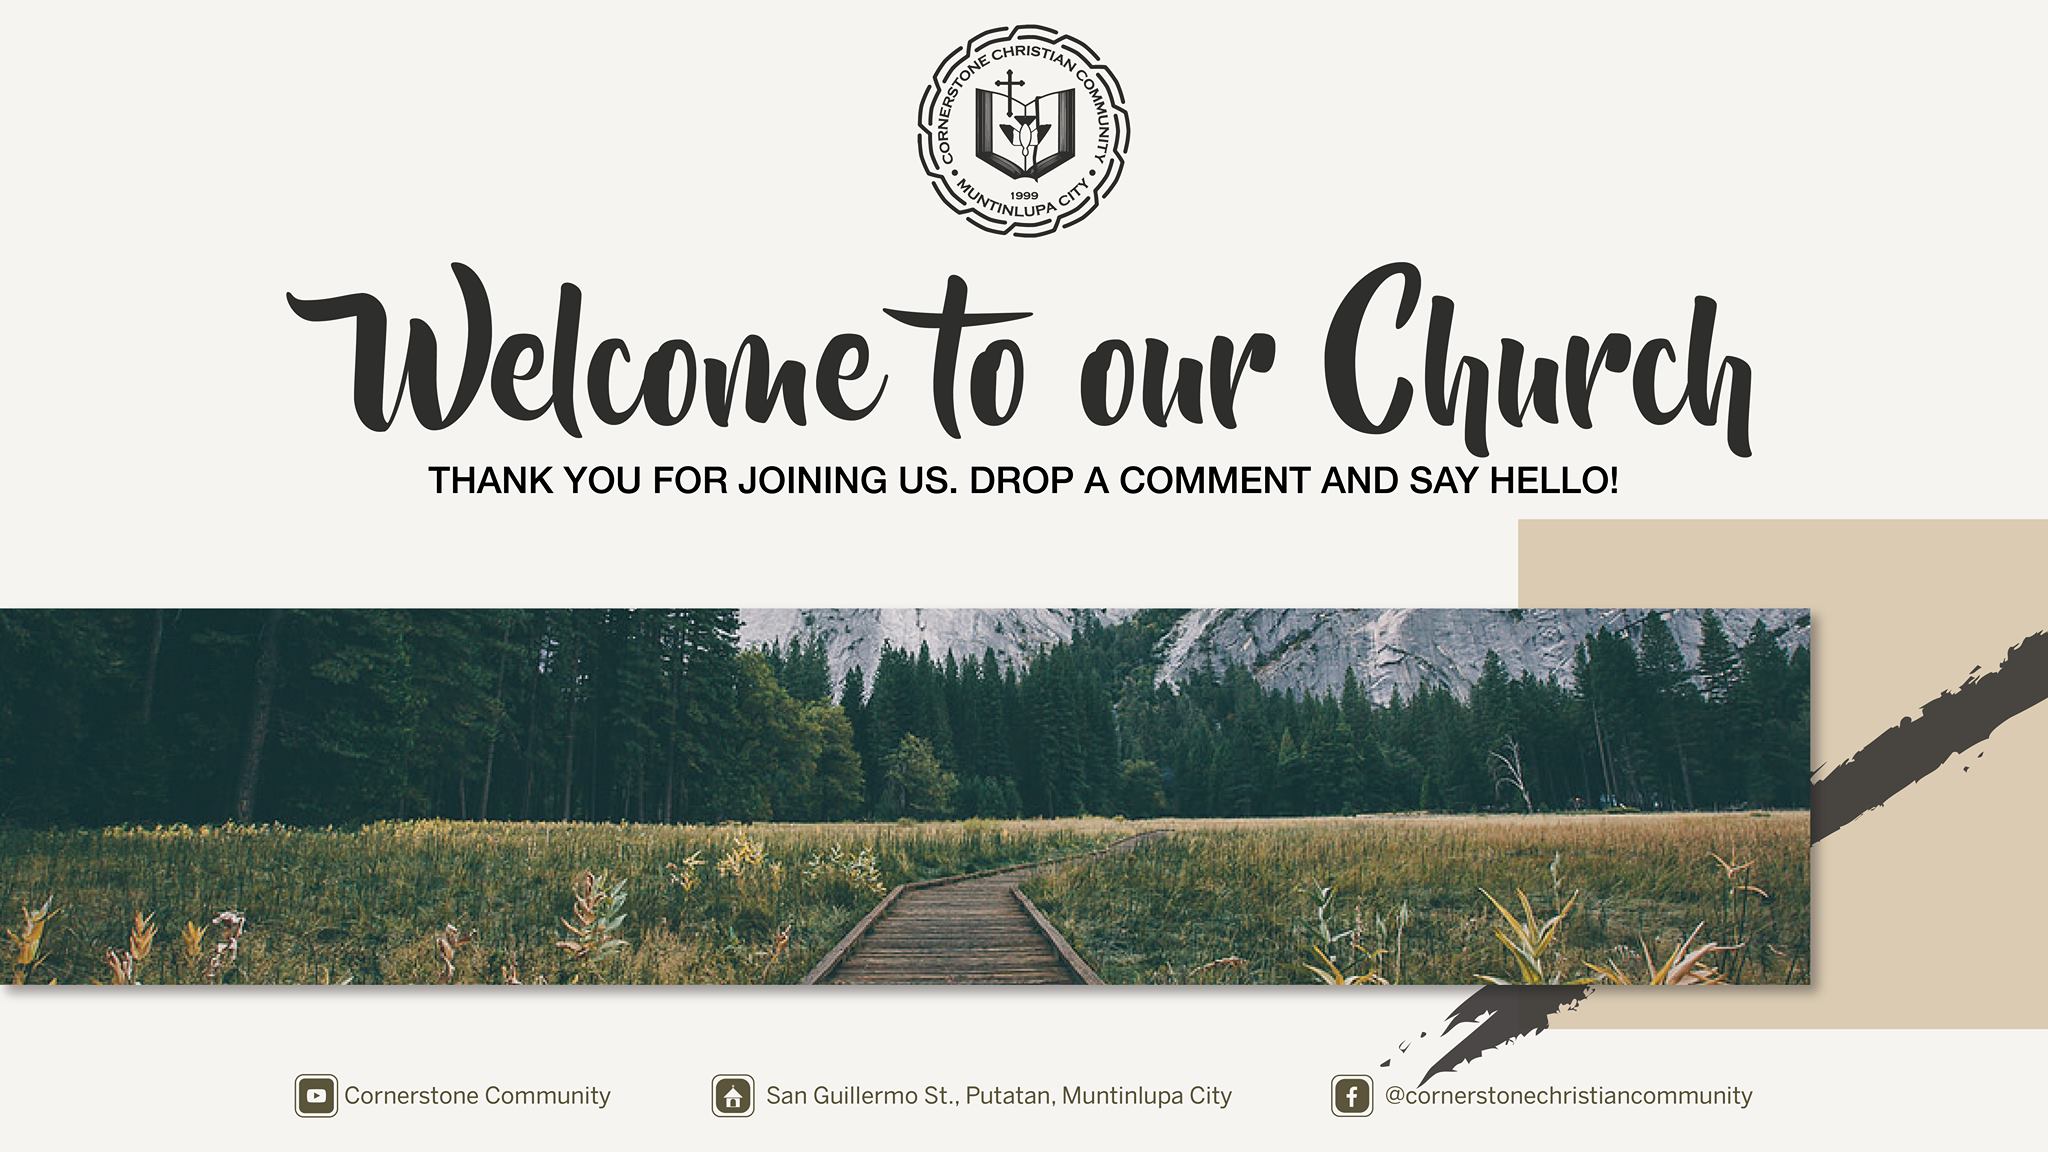 CORNERSTONE CHRISTIAN COMMUNITY
1999
• MUNTINLUPA CITY •
Welcome to our Church
THANK YOU FOR JOINING US. DROP A COMMENT AND SAY HELLO!
Cornerstone Community
San Guillermo St., Putatan, Muntinlupa City
@cornerstonechristiancommunity